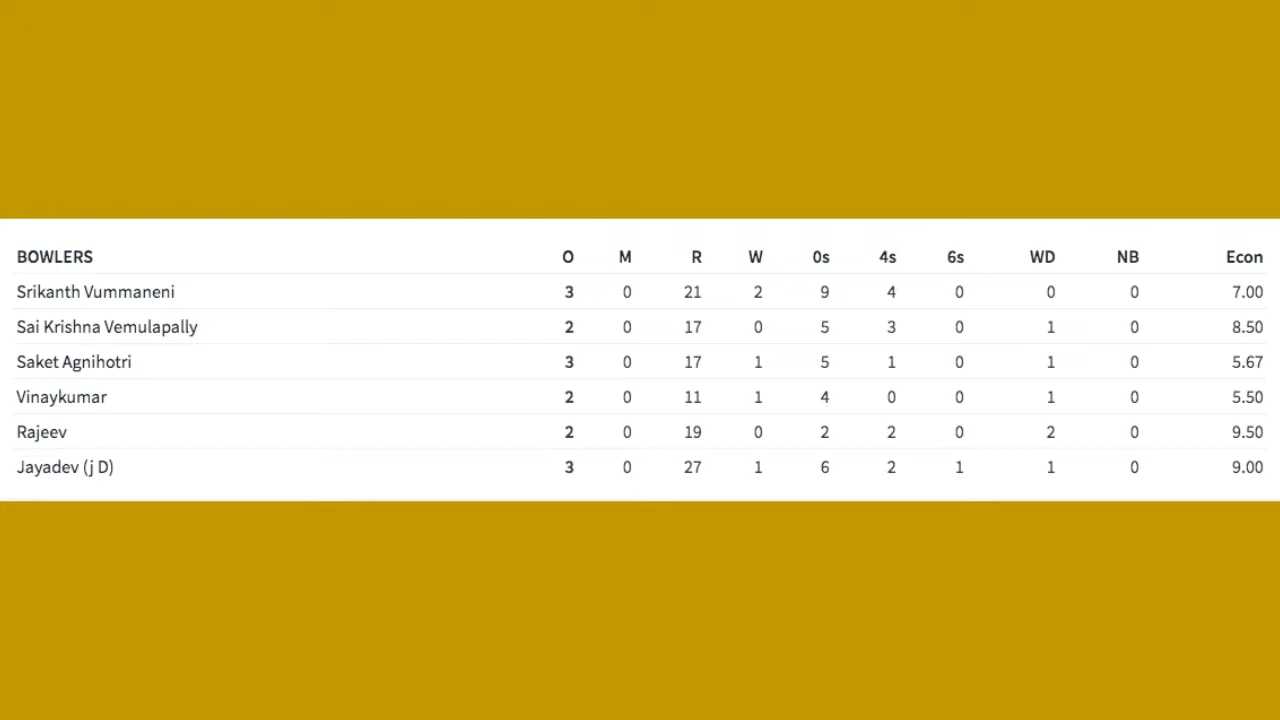 BOWLERS O M R W 0s 4s 6s WD NB Econ
Srikanth Vummaneni 3 0 21 2 9 4 0 0 0 7.00
Sai Krishna Vemulapally 2 0 17 0 5 3 0 1 0 8.50
Saket Agnihotri 3 0 17 1 5 1 0 1 0 5.67
Vinaykumar 2 0 11 1 4 0 0 1 0 5.50
Rajeev 2 0 19 0 2 2 0 2 0 9.50
Jayadev (j D) 3 0 27 1 6 2 1 1 0 9.00